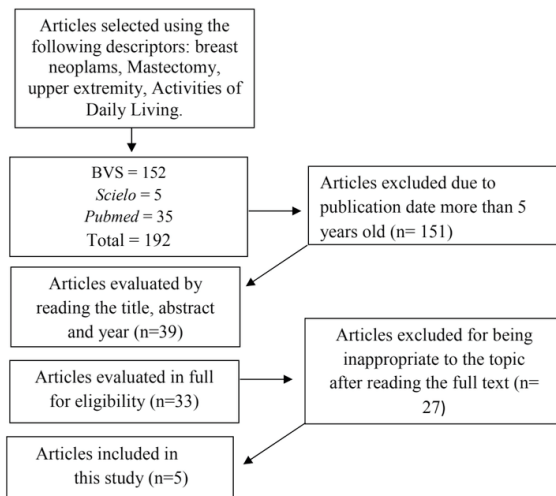 Articles selected using the
following descriptors: breast
neoplams, Mastectomy,
upper extremity, Activities of
Daily Living.
BVS = 152
Scielo = 5
Pubmed = 35
Total = 192
Articles excluded due to
publication date more than 5
years old (n= 151)
Articles evaluated by
reading the title, abstract
and year (n=39)
Articles excluded for being
inappropriate to the topic
after reading the full text (n=
27)
Articles evaluated in full
for eligibility (n=33)
Articles included in
this study (n=5)